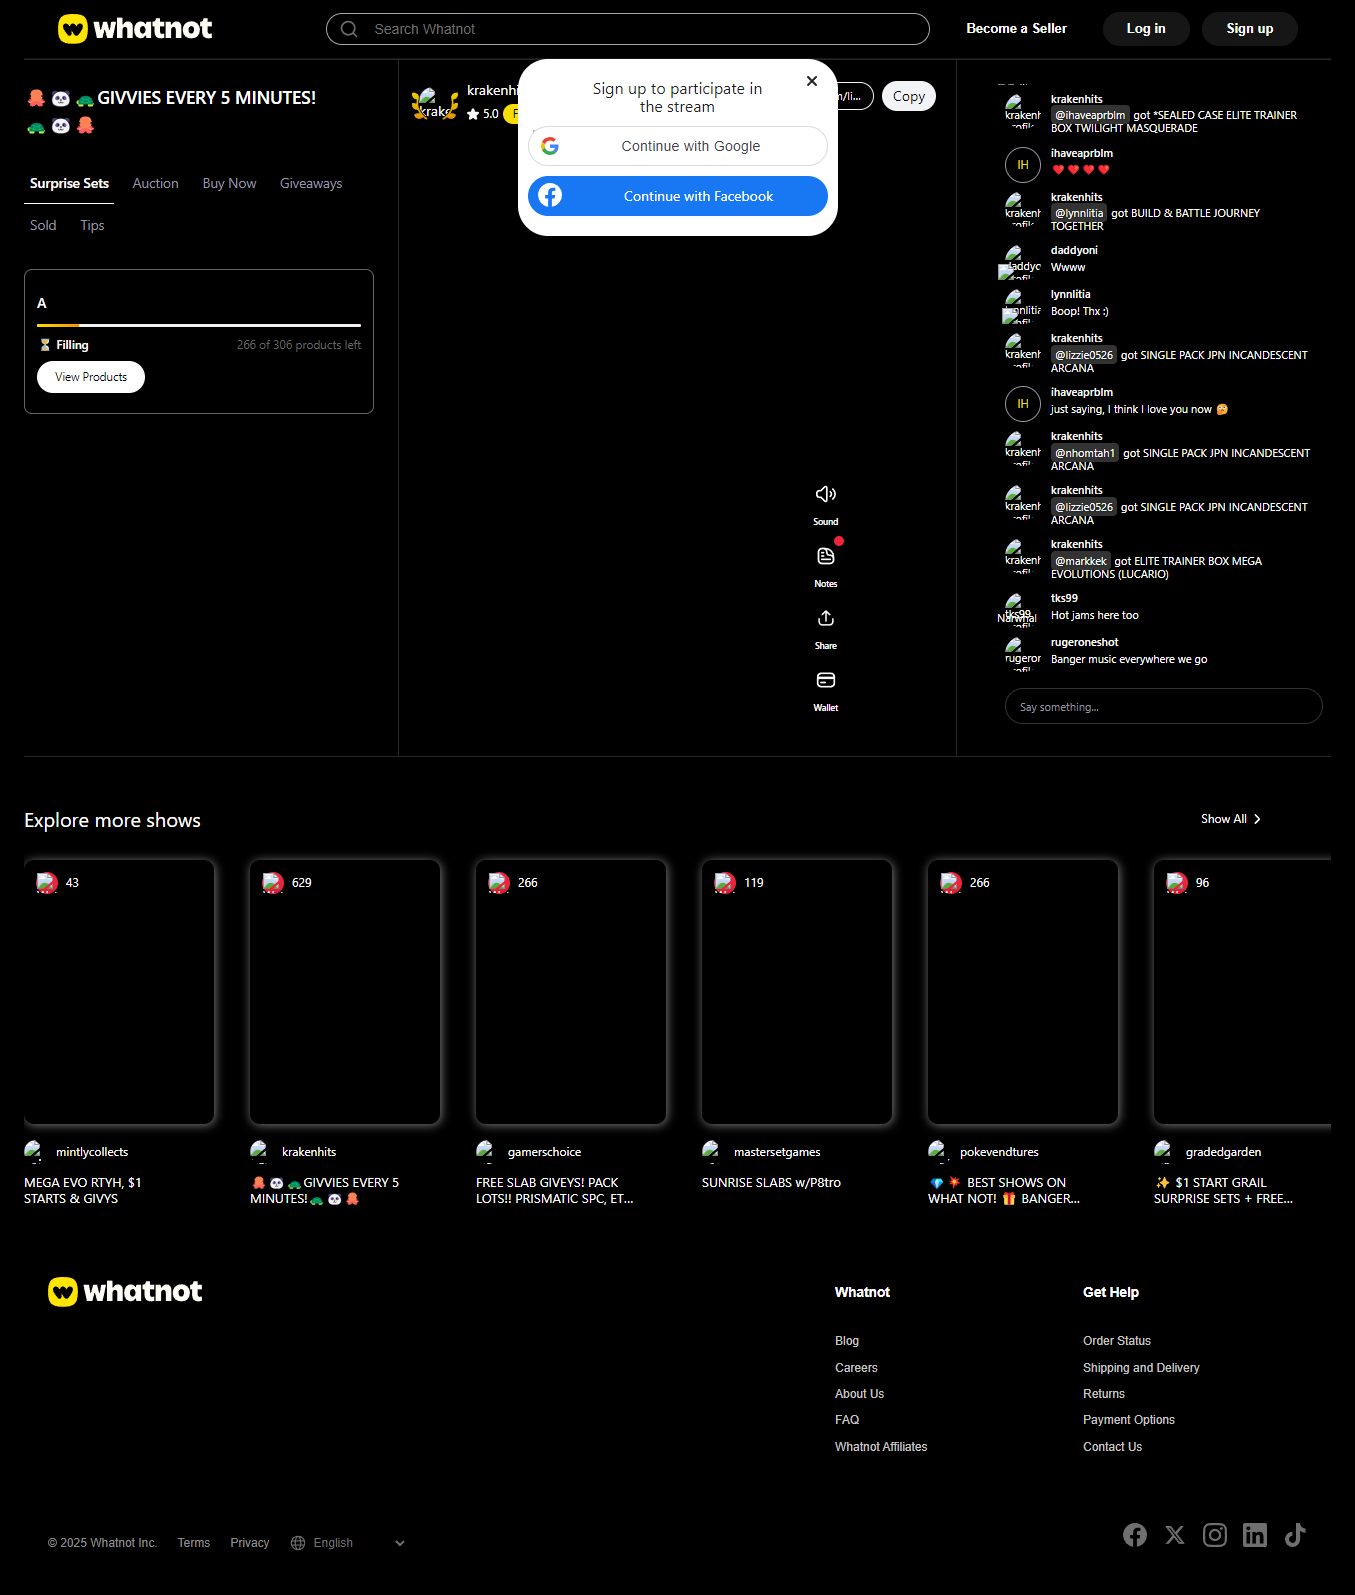 whatnot
Search Whatnot
Become a Seller
Log in
Sign up
GIVVIES EVERY 5 MINUTES!
Surprise Sets
Auction
Buy Now
Giveaways
Sold
Tips
A
Filling
266 of 306 products left
View Products
5.0
Copy
Sign up to participate in
the stream
Continue with Google
Continue with Facebook
Sound
Notes
Share
Wallet
krakenhits
@ihaveaprblm got *SEALED CASE ELITE TRAINER
BOX TWILIGHT MASQUERADE
IH
ihaveaprblm
krakenhits
@lynnlitia got BUILD & BATTLE JOURNEY
TOGETHER
daddyoni
Wwww
lynnlitia
Boop! Thx :)
krakenhits
@lizzie0526 got SINGLE PACK JPN INCANDESCENT
ARCANA
IH
ihaveaprblm
just saying, I think I love you now
krakenhits
@nhomtah1 got SINGLE PACK JPN INCANDESCENT
ARCANA
krakenhits
@lizzie0526 got SINGLE PACK JPN INCANDESCENT
ARCANA
krakenhits
@markkek got ELITE TRAINER BOX MEGA
EVOLUTIONS (LUCARIO)
tks99
Hot jams here too
rugeroneshot
Banger music everywhere we go
Say something...
Explore more shows
Show All
43
629
266
119
266
96
mintlycollects
MEGA EVO RTYH, $1
STARTS & GIVYS
krakenhits
GIVVIES EVERY 5
MINUTES!
gamerschoice
FREE SLAB GIVEYS! PACK
LOTS!! PRISMATIC SPC, ET...
mastersetgames
SUNRISE SLABS w/P8tro
pokevendtures
BEST SHOWS ON
WHAT NOT! BANGER...
gradedgarden
$1 START GRAIL
SURPRISE SETS + FREE...
whatnot
Whatnot
Blog
Careers
About Us
FAQ
Whatnot Affiliates
Get Help
Order Status
Shipping and Delivery
Returns
Payment Options
Contact Us
© 2025 Whatnot Inc.
Terms
Privacy
English